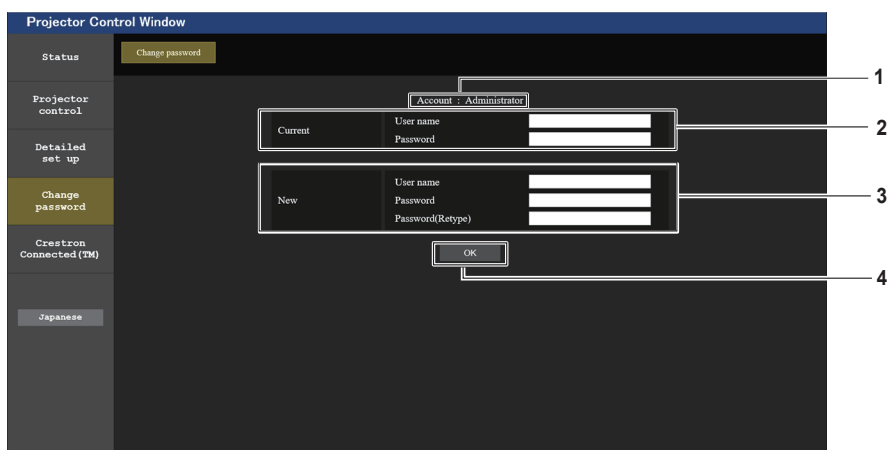 Projector Control Window
Status
Change password
Projector
control
Detailed
set up
Change
password
Crestron
Connected(TM)
Japanese
Account : Administrator
Current
User name
Password
New
User name
Password
Password(Retype)
OK
1
2
3
4